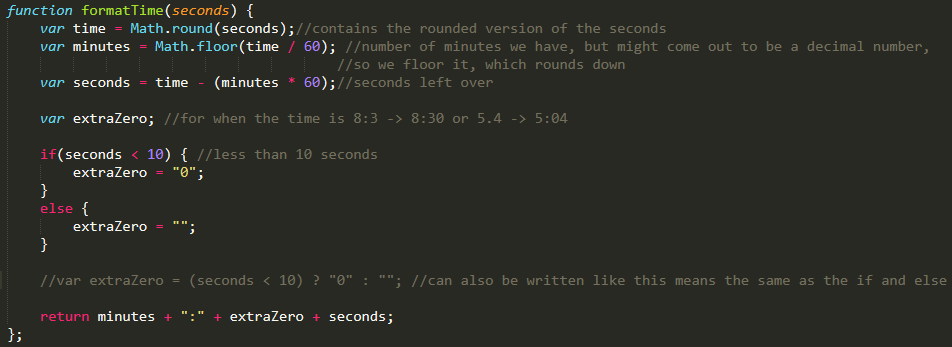 function formatTime(seconds) {
    var time = Math.round(seconds);//contains the rounded version of the seconds
    var minutes = Math.floor(time / 60); //number of minutes we have, but might come out to be a decimal number,
                                        //so we floor it, which rounds down
    var seconds = time - (minutes * 60);//seconds left over
    var extraZero; //for when the time is 8:3 -> 8:30 or 5.4 -> 5:04
    if(seconds < 10) { //less than 10 seconds
        extraZero = "0";
    }
    else {
        extraZero = "";
    }
    //var extraZero = (seconds < 10) ? "0" : ""; //can also be written like this means the same as the if and else
    return minutes + ":" + extraZero + seconds;
};